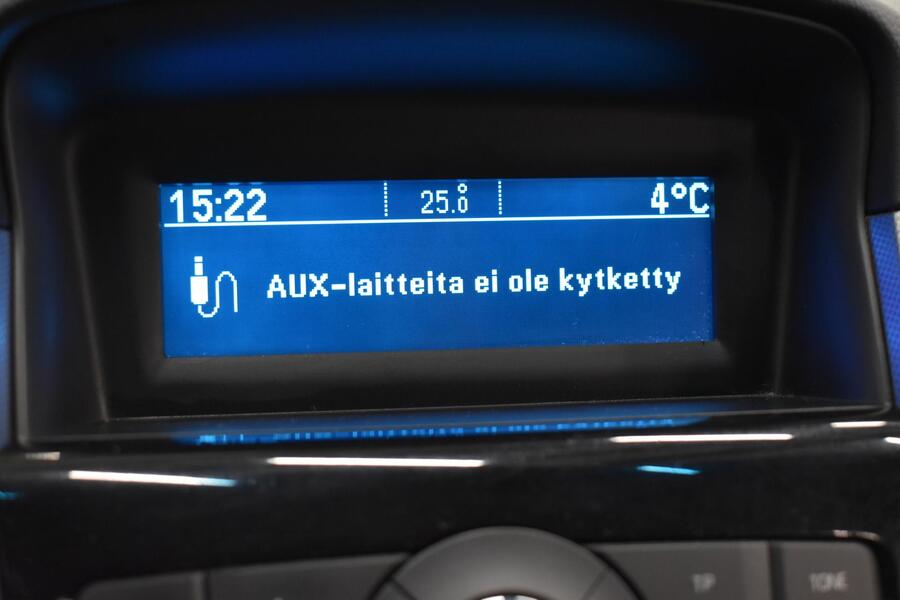 15:22 25.0° 4°C
AUX-laitteita ei ole kytketty
TP TONE